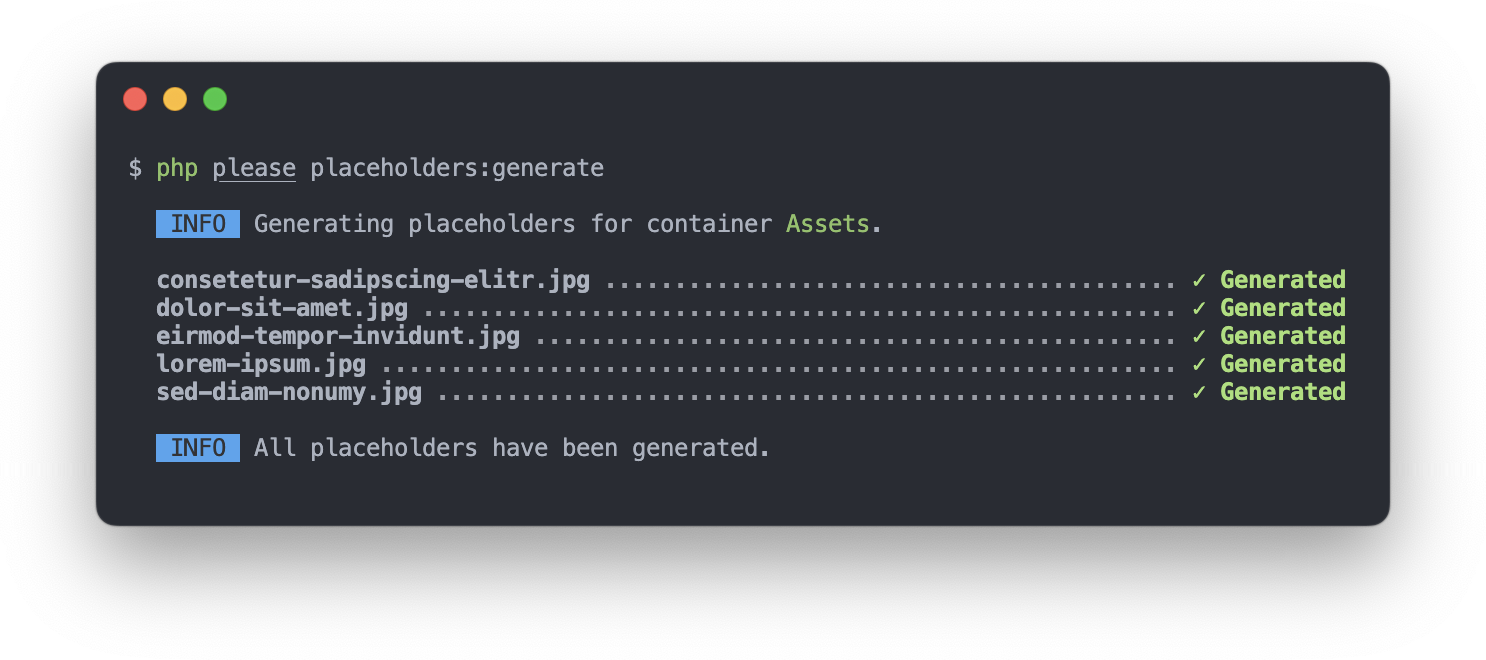 $ php please placeholders:generate
INFO Generating placeholders for container Assets.
consetetur-sadipscing-elitr.jpg ......................................... ✓ Generated
dolor-sit-amet.jpg ...................................................... ✓ Generated
eirmod-tempor-invidunt.jpg .............................................. ✓ Generated
lorem-ipsum.jpg ......................................................... ✓ Generated
sed-diam-nonumy.jpg ..................................................... ✓ Generated
INFO All placeholders have been generated.